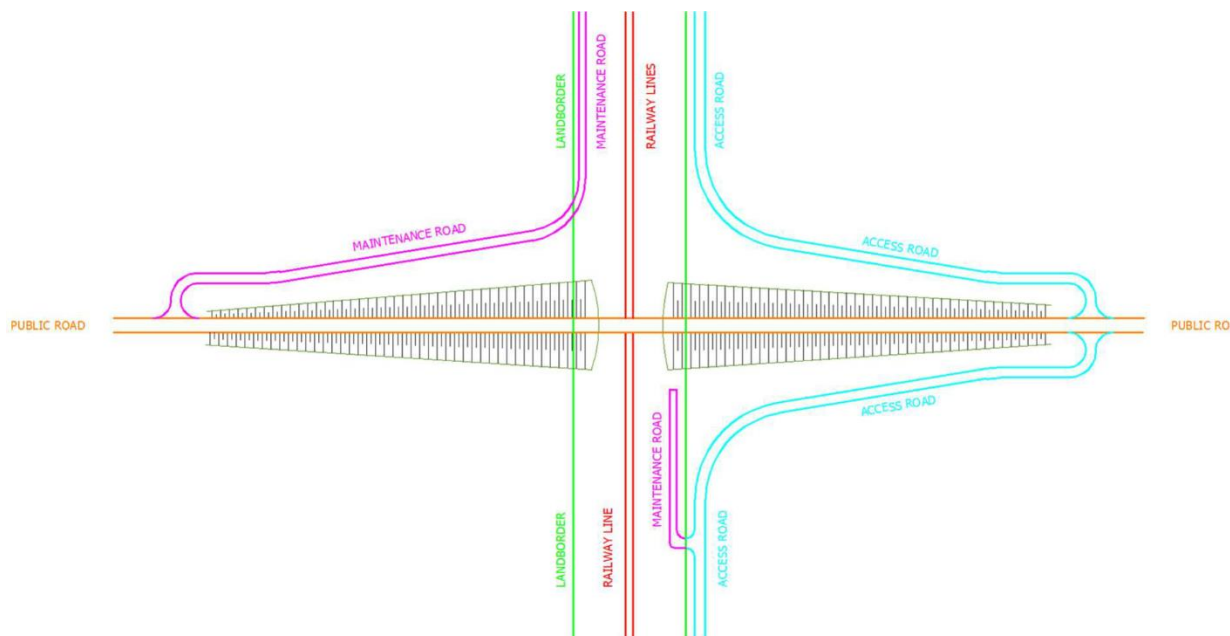 LANDBORDER
MAINTENANCE ROAD
RAILWAY LINES
ACCESS ROAD
MAINTENANCE ROAD
ACCESS ROAD
PUBLIC ROAD
PUBLIC RO
MAINTENANCE ROAD
ACCESS ROAD
LANDBORDER
RAILWAY LINE
ACCESS ROAD